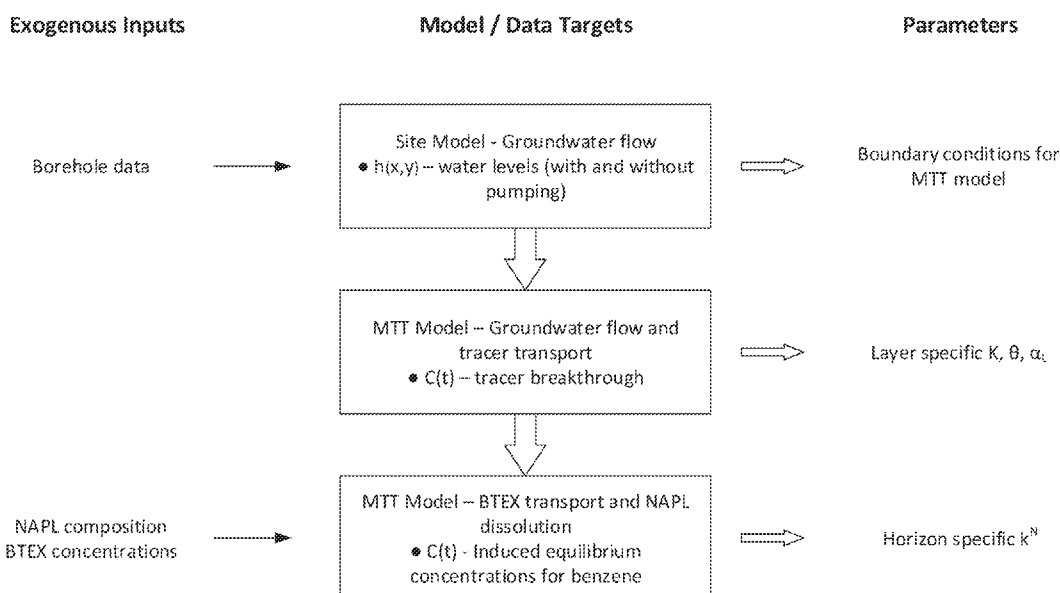 Exogenous Inputs
Model / Data Targets
Parameters
Borehole data
Site Model - Groundwater flow
● h(x,y) – water levels (with and without
pumping)
Boundary conditions for
MTT model
MTT Model – Groundwater flow and
tracer transport
● C(t) – tracer breakthrough
Layer specific K, θ, αL
NAPL composition
BTEX concentrations
MTT Model – BTEX transport and NAPL
dissolution
● C(t) - Induced equilibrium
concentrations for benzene
Horizon specific kᴺ